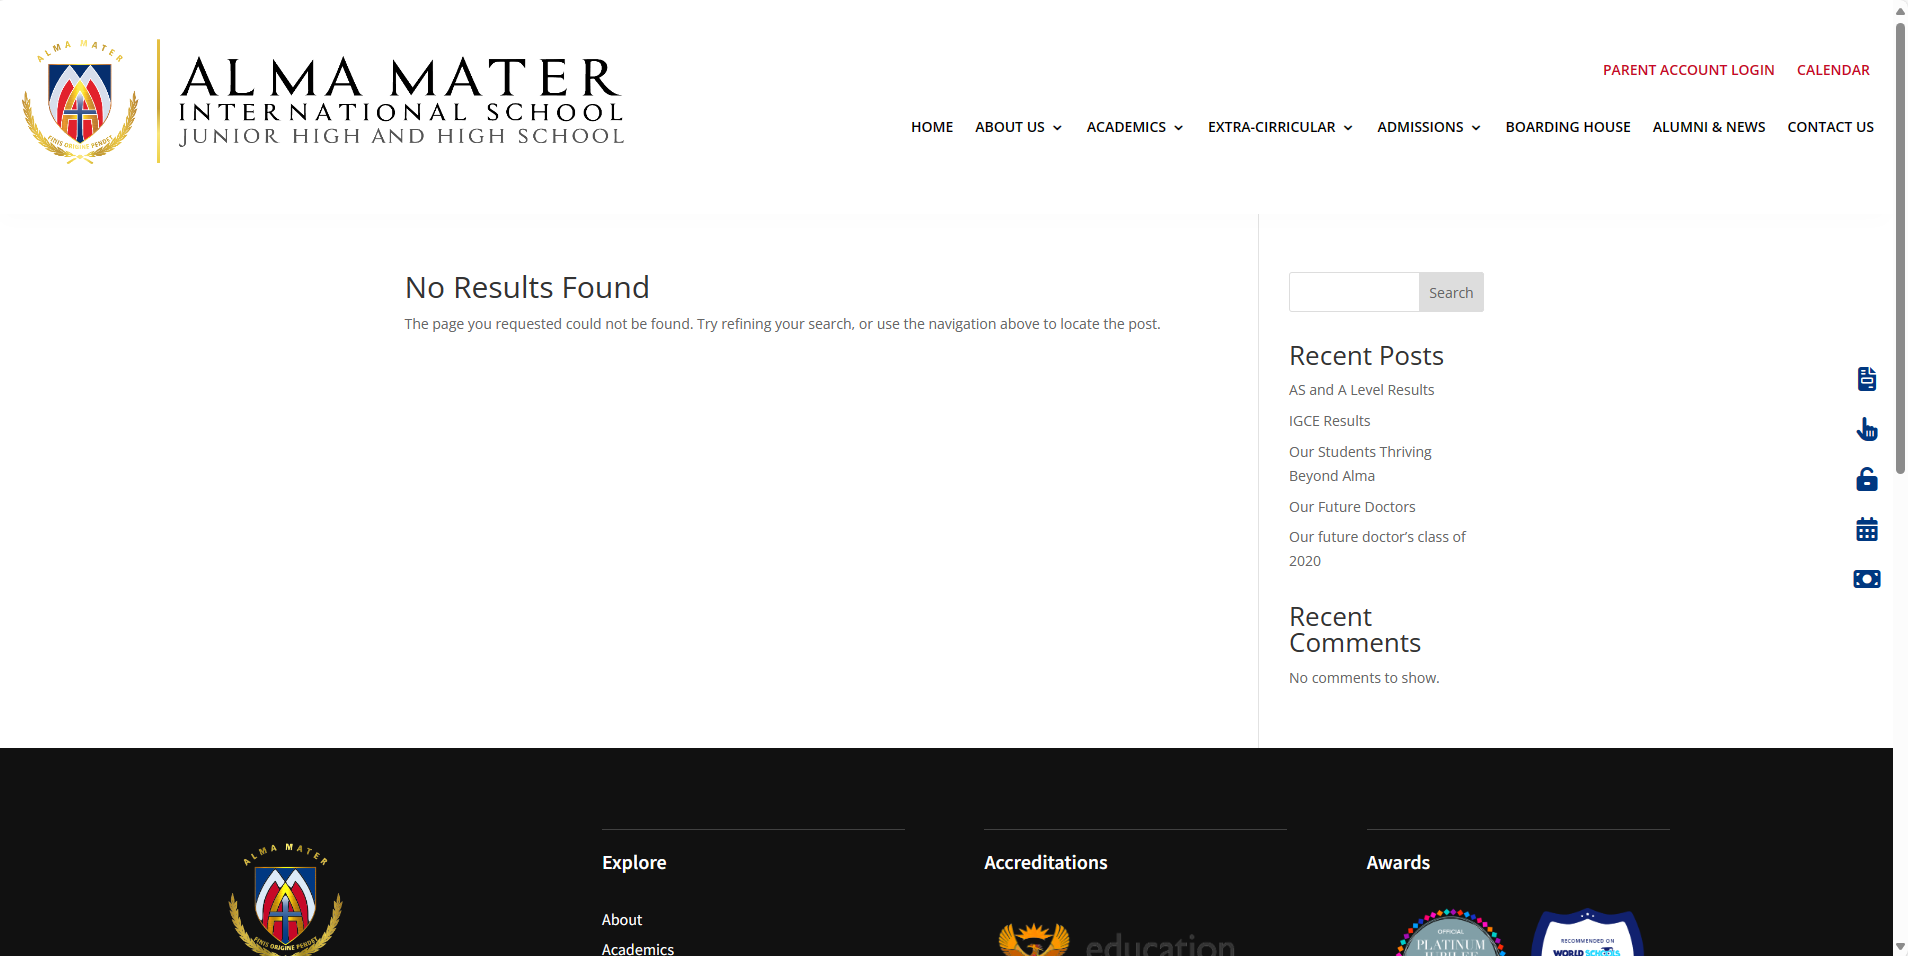 ALMA MATER
ALMA MATER
INTERNATIONAL SCHOOL
JUNIOR HIGH AND HIGH SCHOOL
FINIS ORIGINE PENDET
PARENT ACCOUNT LOGIN
CALENDAR
HOME
ABOUT US
ACADEMICS
EXTRA-CIRRICULAR
ADMISSIONS
BOARDING HOUSE
ALUMNI & NEWS
CONTACT US
No Results Found
The page you requested could not be found. Try refining your search, or use the navigation above to locate the post.
Search
Recent Posts
AS and A Level Results
IGCE Results
Our Students Thriving
Beyond Alma
Our Future Doctors
Our future doctor’s class of
2020
Recent
Comments
No comments to show.
ALMA MATER
FINIS ORIGINE PENDET
Explore
About
Academics
Accreditations
education
Awards
OFFICIAL
PLATINUM
JUBILEE
RECOMMENDED ON
WORLD SCHOOLS